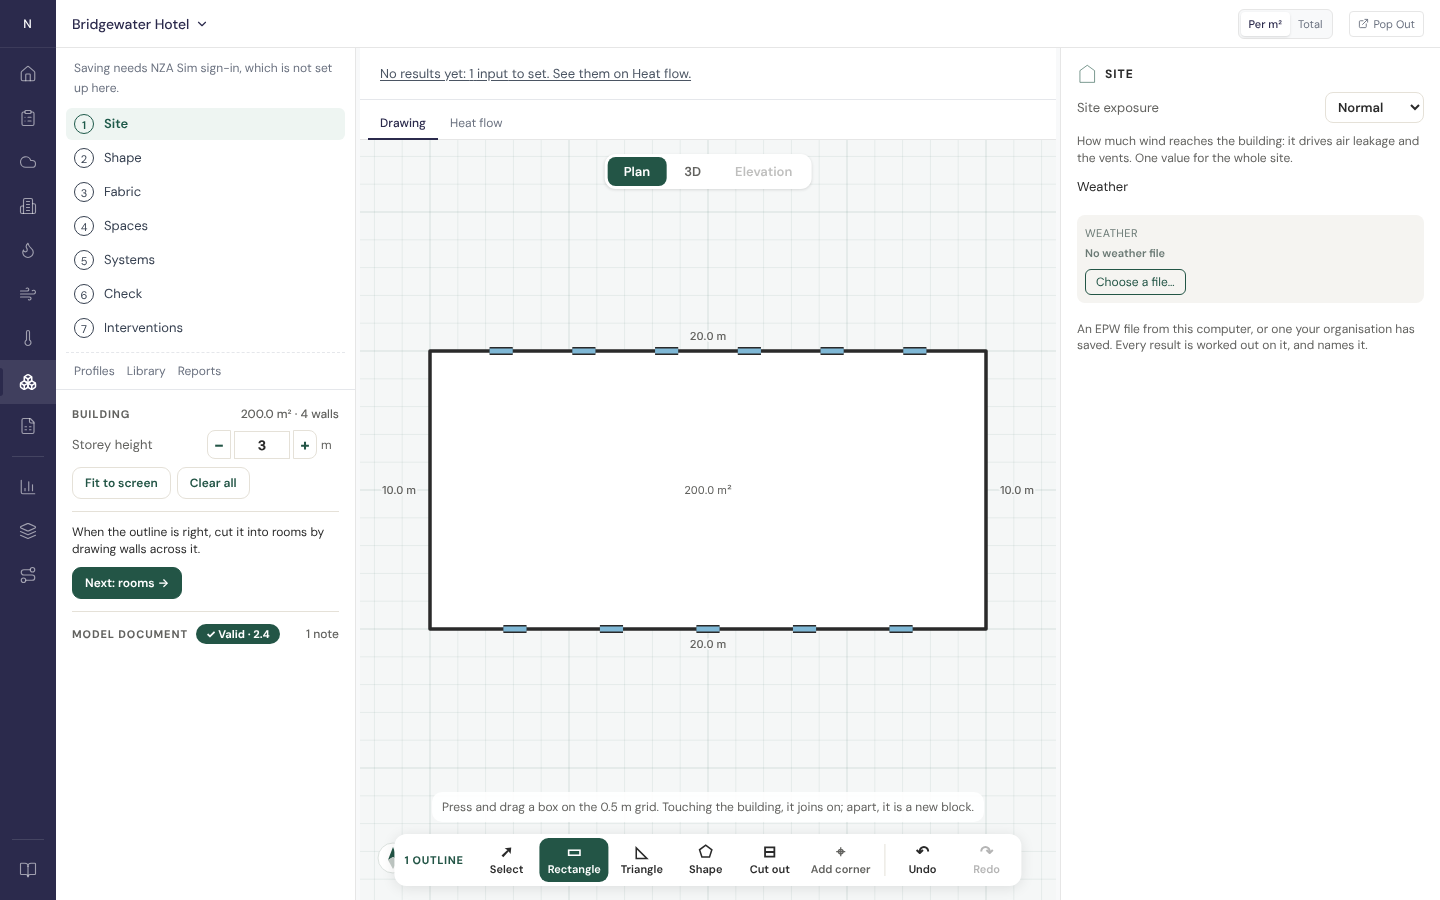 N
Bridgewater Hotel
Per m²
Total
Pop Out
Saving needs NZA Sim sign-in, which is not set
up here.
1 Site
2 Shape
3 Fabric
4 Spaces
5 Systems
6 Check
7 Interventions
Profiles Library Reports
BUILDING 200.0 m² · 4 walls
Storey height − 3 + m
Fit to screen Clear all
When the outline is right, cut it into rooms by
drawing walls across it.
Next: rooms →
MODEL DOCUMENT ✓ Valid · 2.4 1 note
No results yet: 1 input to set. See them on Heat flow.
Drawing Heat flow
Plan 3D Elevation
20.0 m
10.0 m 200.0 m² 10.0 m
20.0 m
Press and drag a box on the 0.5 m grid. Touching the building, it joins on; apart, it is a new block.
1 OUTLINE Select Rectangle Triangle Shape Cut out Add corner Undo Redo
SITE
Site exposure Normal
How much wind reaches the building: it drives air leakage and
the vents. One value for the whole site.
Weather
WEATHER
No weather file
Choose a file…
An EPW file from this computer, or one your organisation has
saved. Every result is worked out on it, and names it.